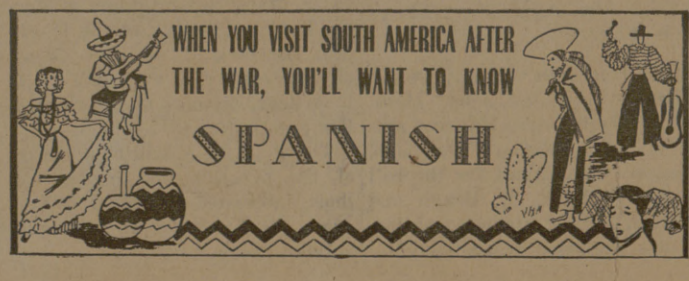 WHEN YOU VISIT SOUTH AMERICA AFTER
THE WAR, YOU'LL WANT TO KNOW
SPANISH